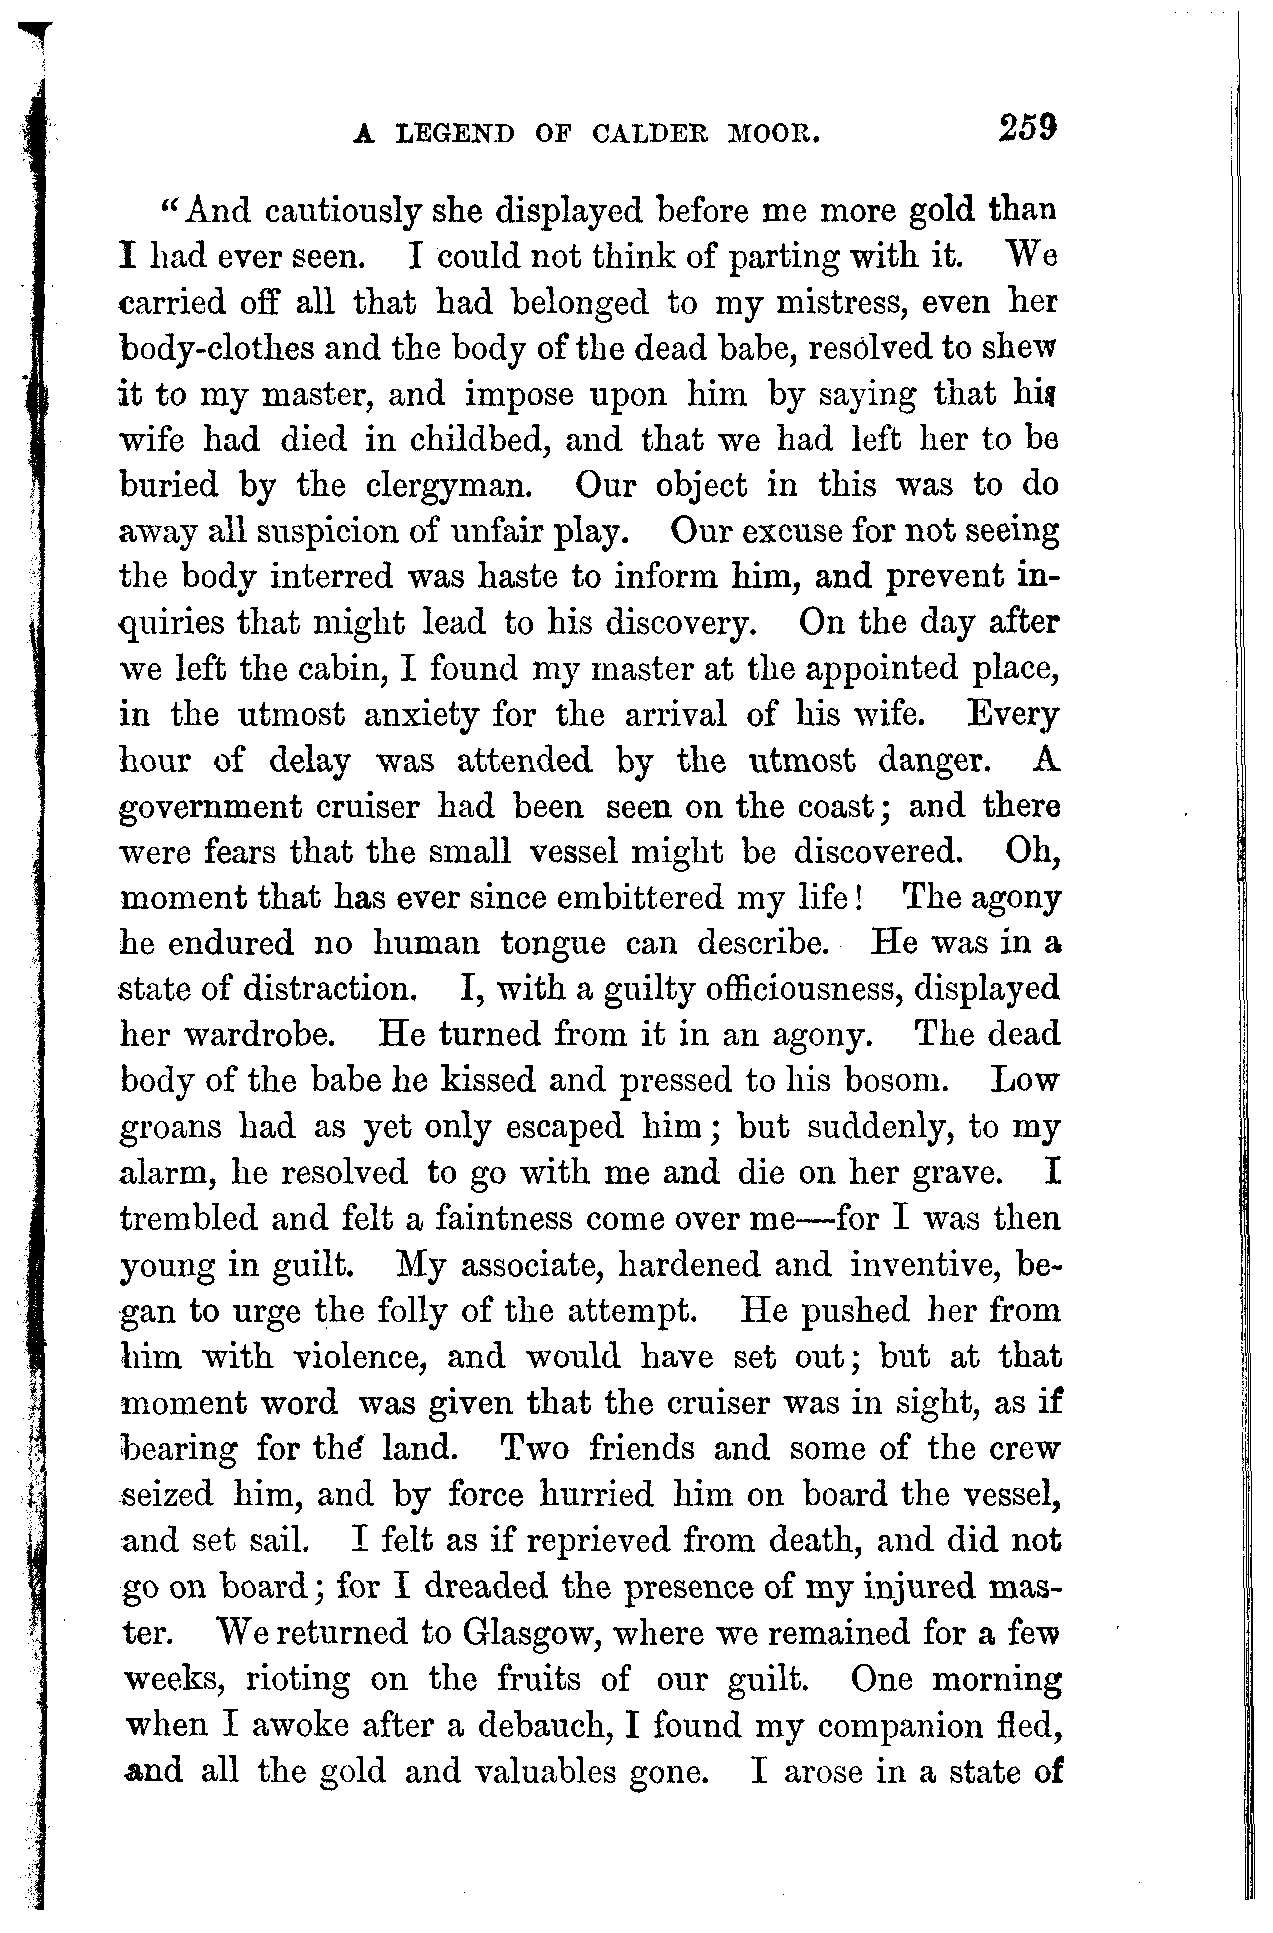 A LEGEND OF CALDER MOOR. 259
“And cautiously she displayed before me more gold than
I had ever seen. I could not think of parting with it. We
carried off all that had belonged to my mistress, even her
body-clothes and the body of the dead babe, resolved to shew
it to my master, and impose upon him by saying that his
wife had died in childbed, and that we had left her to be
buried by the clergyman. Our object in this was to do
away all suspicion of unfair play. Our excuse for not seeing
the body interred was haste to inform him, and prevent in-
quiries that might lead to his discovery. On the day after
we left the cabin, I found my master at the appointed place,
in the utmost anxiety for the arrival of his wife. Every
hour of delay was attended by the utmost danger. A
government cruiser had been seen on the coast; and there
were fears that the small vessel might be discovered. Oh,
moment that has ever since embittered my life! The agony
he endured no human tongue can describe. He was in a
state of distraction. I, with a guilty officiousness, displayed
her wardrobe. He turned from it in an agony. The dead
body of the babe he kissed and pressed to his bosom. Low
groans had as yet only escaped him; but suddenly, to my
alarm, he resolved to go with me and die on her grave. I
trembled and felt a faintness come over me—for I was then
young in guilt. My associate, hardened and inventive, be-
gan to urge the folly of the attempt. He pushed her from
him with violence, and would have set out; but at that
moment word was given that the cruiser was in sight, as if
bearing for the land. Two friends and some of the crew
seized him, and by force hurried him on board the vessel,
and set sail. I felt as if reprieved from death, and did not
go on board; for I dreaded the presence of my injured mas-
ter. We returned to Glasgow, where we remained for a few
weeks, rioting on the fruits of our guilt. One morning
when I awoke after a debauch, I found my companion fled,
and all the gold and valuables gone. I arose in a state of